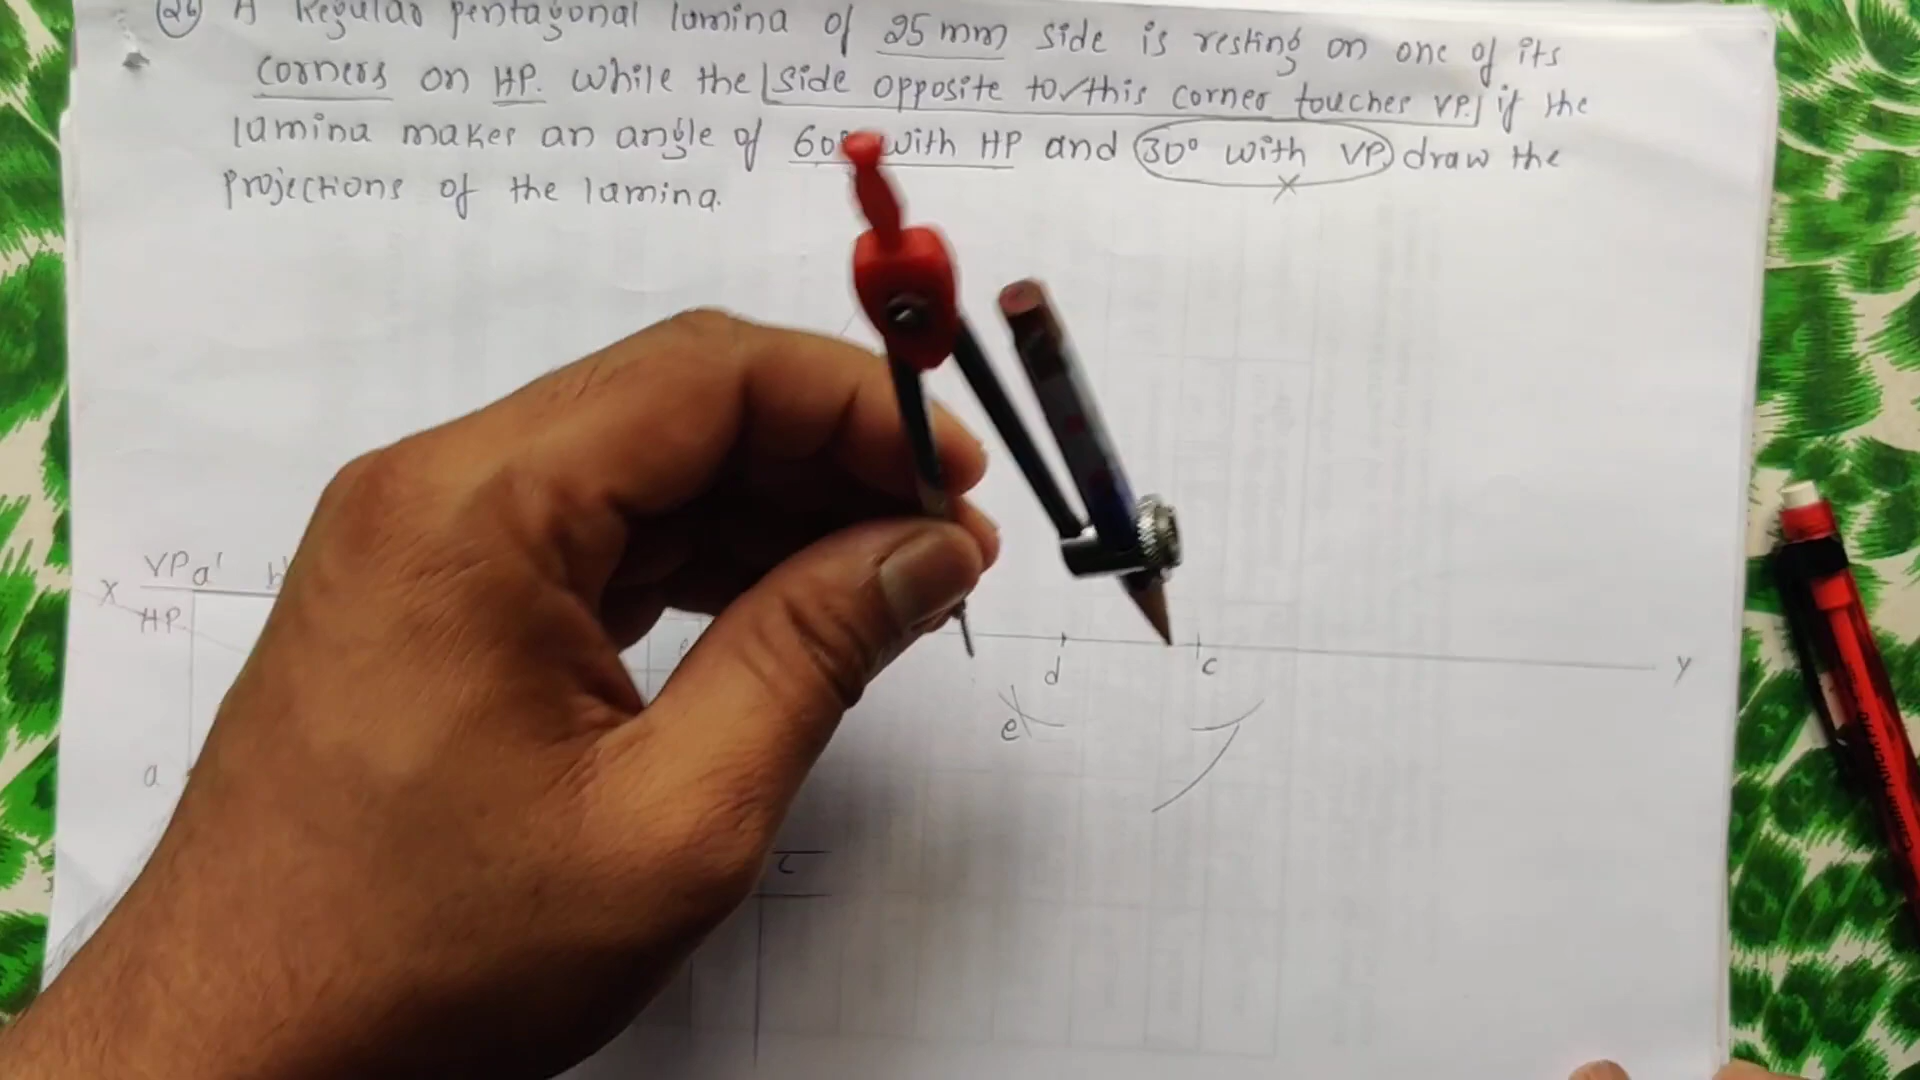 (26) A Regular pentagonal lamina of 25 mm side is resting on one of its
corners on HP. while the side opposite to this corner touches VP. if the
lamina makes an angle of 60° with HP and 30° with VP. draw the
projections of the lamina.
VP a' b'
X
HP.
d c y
e
a
c